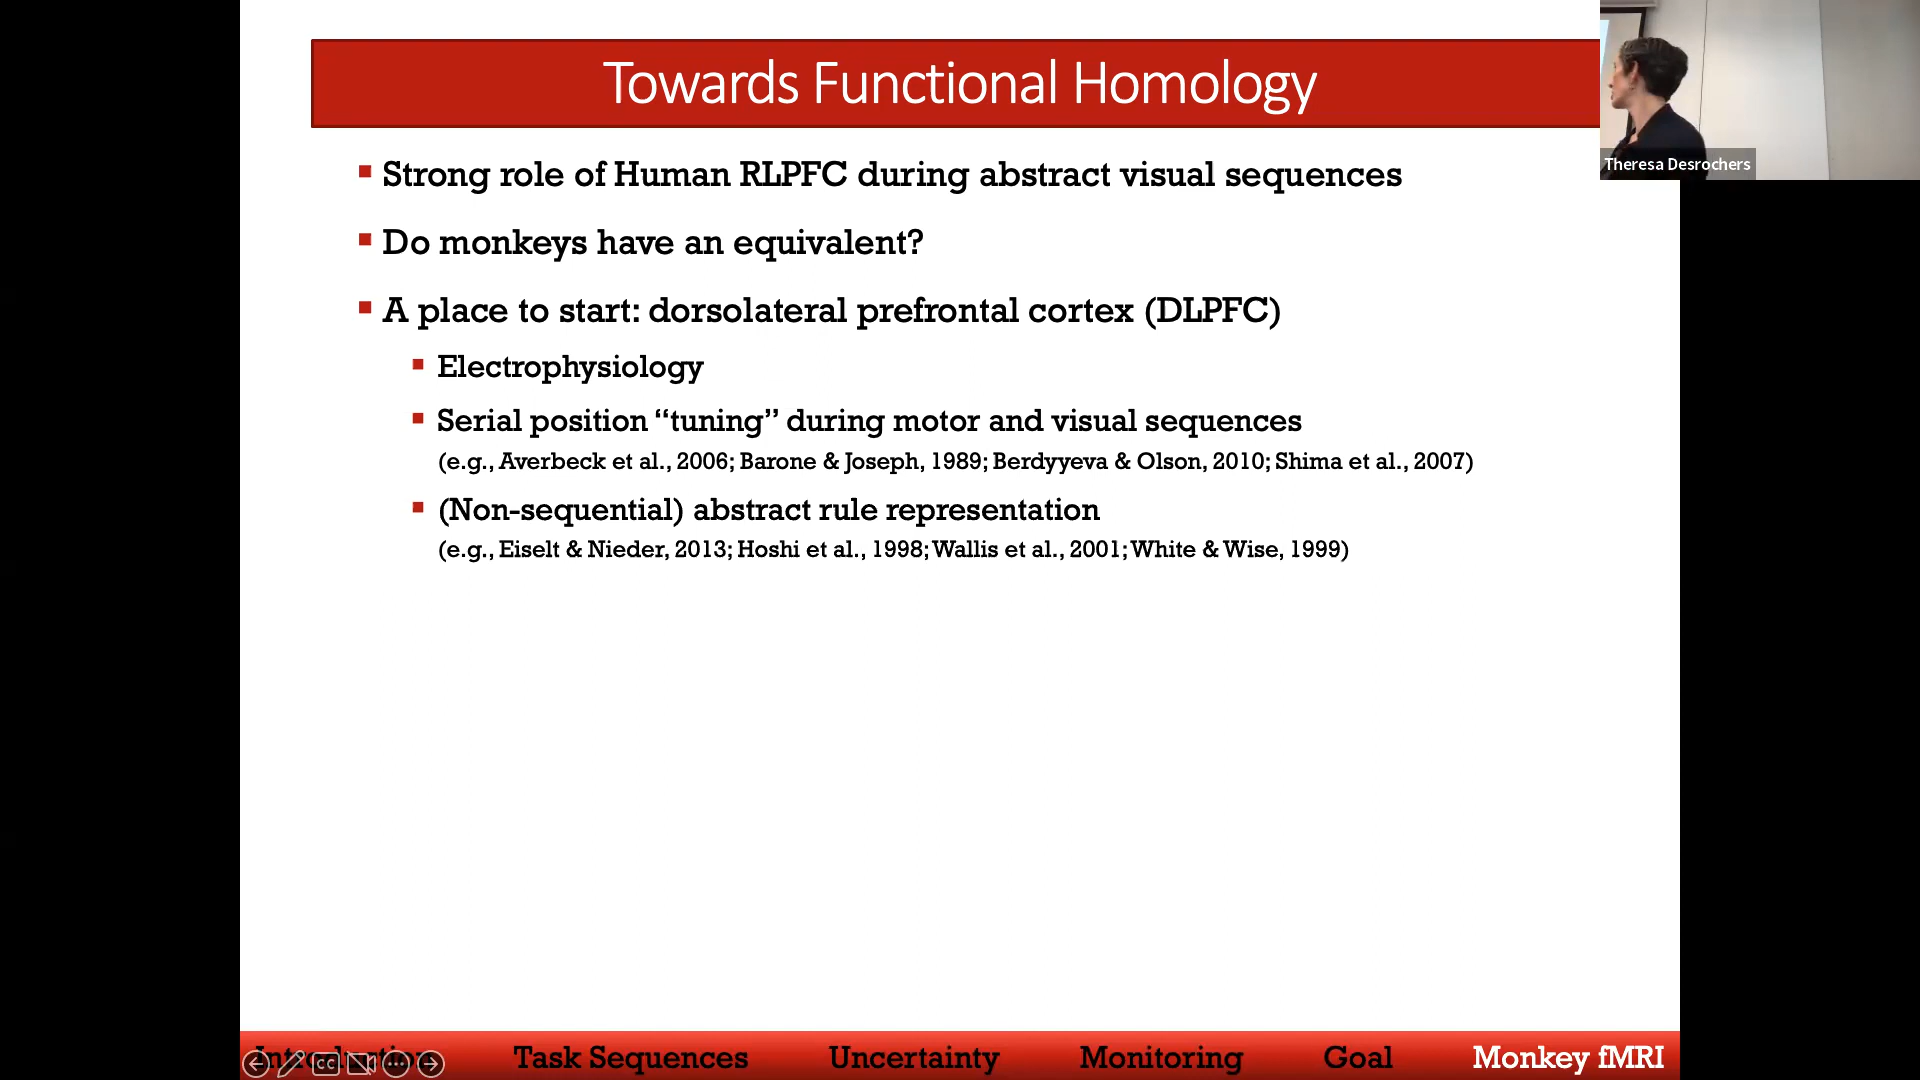 Towards Functional Homology
Theresa Desrochers
Strong role of Human RLPFC during abstract visual sequences
Do monkeys have an equivalent?
A place to start: dorsolateral prefrontal cortex (DLPFC)
Electrophysiology
Serial position “tuning” during motor and visual sequences
(e.g., Averbeck et al., 2006; Barone & Joseph, 1989; Berdyyeva & Olson, 2010; Shima et al., 2007)
(Non-sequential) abstract rule representation
(e.g., Eiselt & Nieder, 2013; Hoshi et al., 1998; Wallis et al., 2001; White & Wise, 1999)
Introduction Task Sequences Uncertainty Monitoring Goal Monkey fMRI
CC